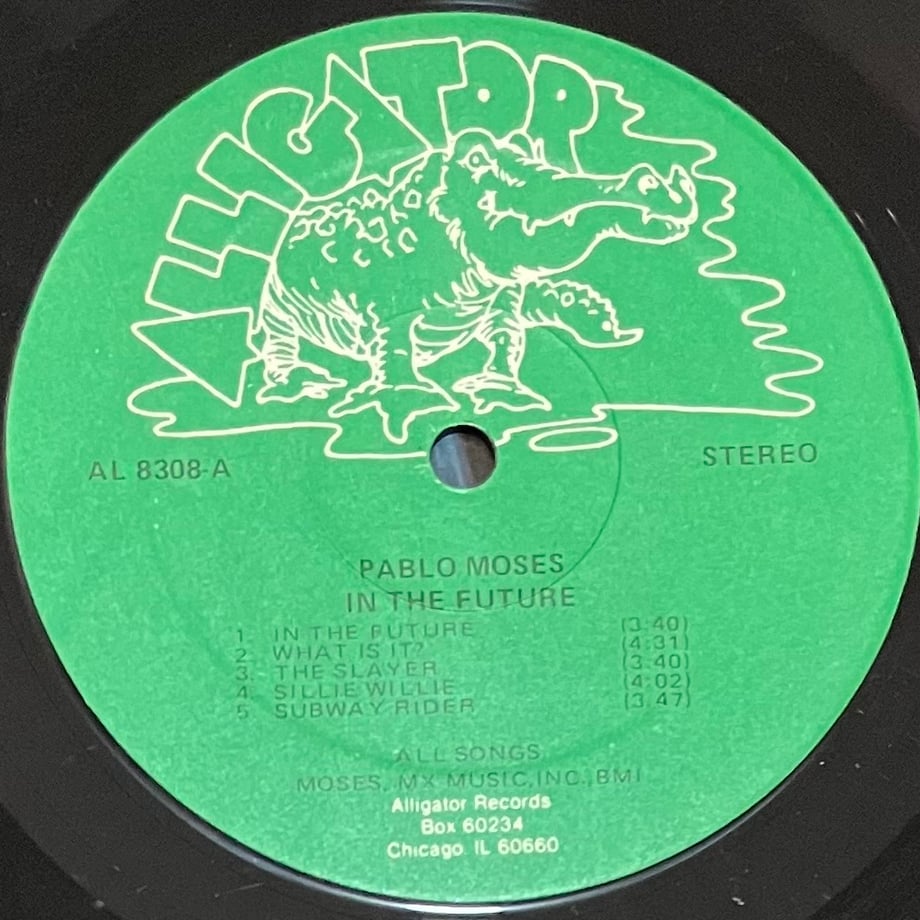 ALLIGATOR
AL 8308-A
STEREO
PABLO MOSES
IN THE FUTURE
1. IN THE FUTURE (3:40)
2. WHAT IS IT? (4:31)
3. THE SLAYER (3:40)
4. SILLIE WILLIE (4:02)
5. SUBWAY RIDER (3:47)
ALL SONGS
MOSES, MX MUSIC,INC.,BMI
Alligator Records
Box 60234
Chicago. IL 60660